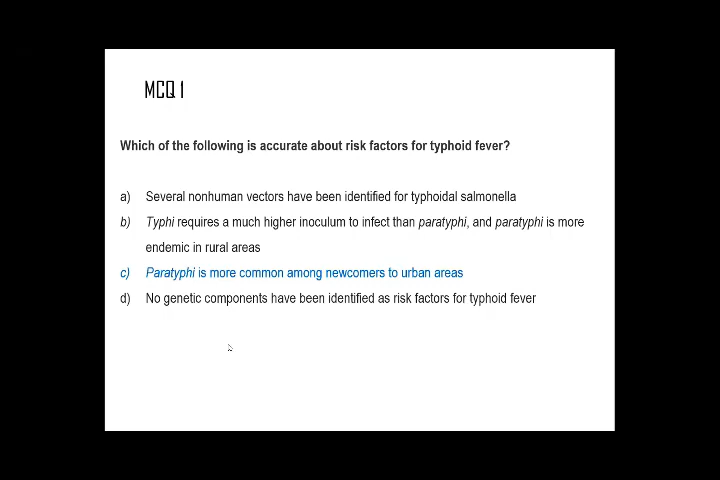 MCQ 1
Which of the following is accurate about risk factors for typhoid fever?
a) Several nonhuman vectors have been identified for typhoidal salmonella
b) Typhi requires a much higher inoculum to infect than paratyphi, and paratyphi is more
endemic in rural areas
c) Paratyphi is more common among newcomers to urban areas
d) No genetic components have been identified as risk factors for typhoid fever